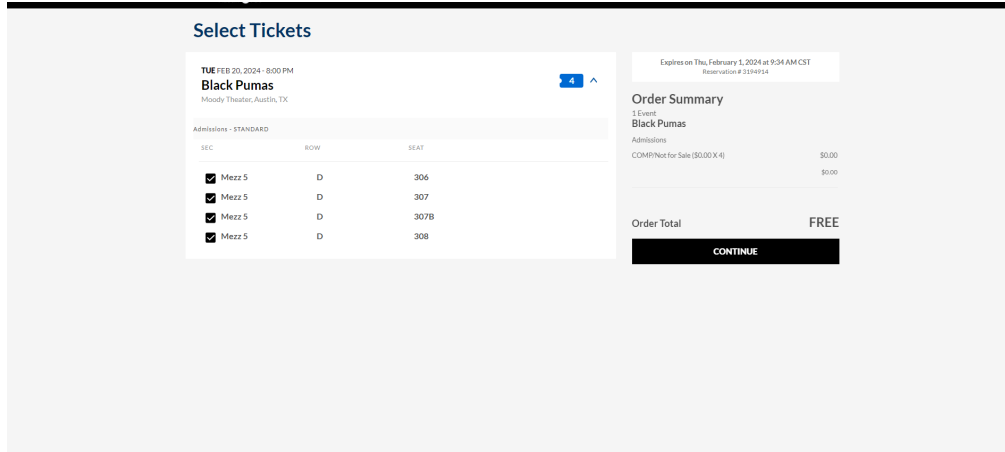 Select Tickets
TUE FEB 20, 2024 - 8:00 PM
Black Pumas
Moody Theater, Austin, TX
4
Admissions - STANDARD
SEC ROW SEAT
Mezz 5 D 306
Mezz 5 D 307
Mezz 5 D 307B
Mezz 5 D 308
Expires on Thu, February 1, 2024 at 9:34 AM CST
Reservation # 3194914
Order Summary
1 Event
Black Pumas
Admissions
COMP/Not for Sale ($0.00 X 4) $0.00
$0.00
Order Total FREE
CONTINUE